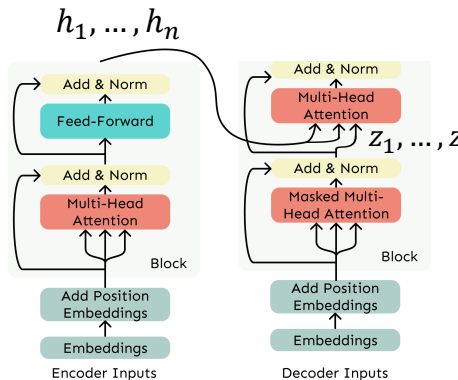 h₁, ..., hₙ
Add & Norm
Feed-Forward
Add & Norm
Multi-Head
Attention
Block
Add Position
Embeddings
Embeddings
Encoder Inputs
Add & Norm
Multi-Head
Attention
z₁, ..., z
Add & Norm
Masked Multi-
Head Attention
Block
Add Position
Embeddings
Embeddings
Decoder Inputs